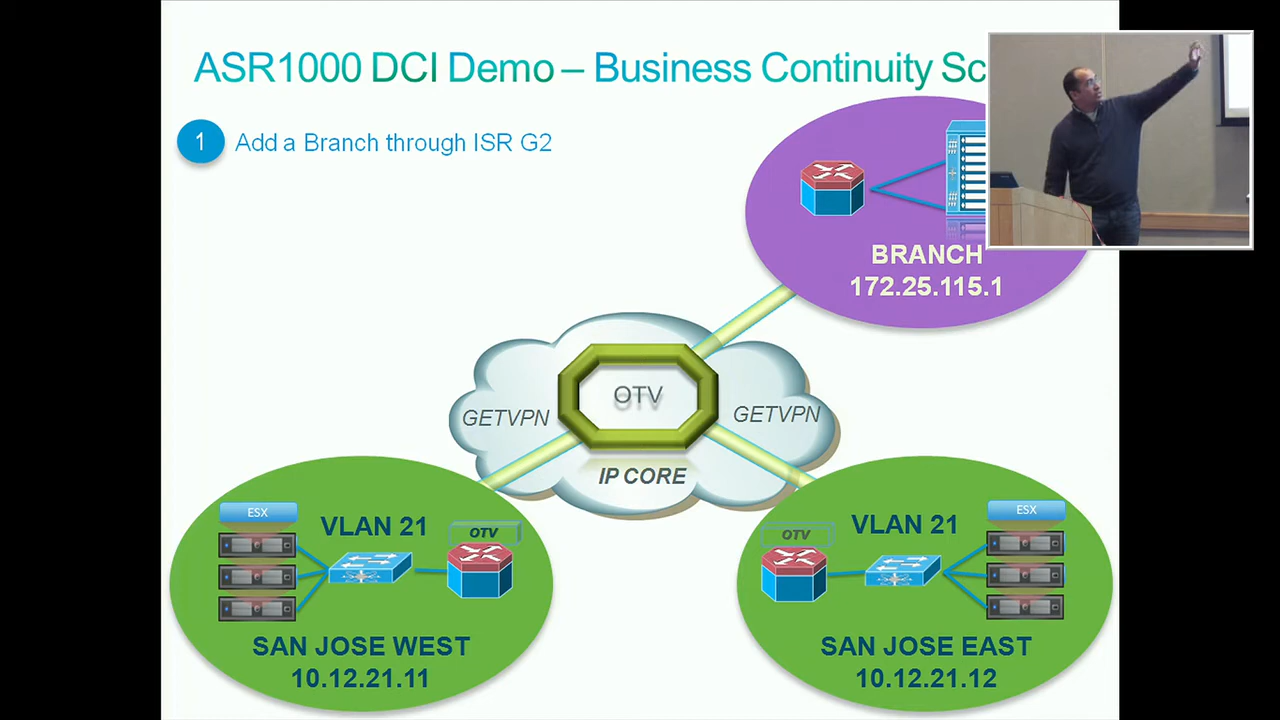 ASR1000 DCI Demo – Business Continuity
1 Add a Branch through ISR G2
BRANCH
172.25.115.1
OTV
GETVPN
GETVPN
IP CORE
ESX
VLAN 21
OTV
SAN JOSE WEST
10.12.21.11
OTV
VLAN 21
ESX
SAN JOSE EAST
10.12.21.12